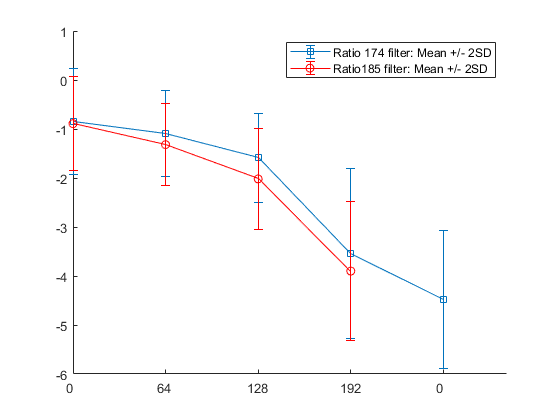 1
Ratio 174 filter: Mean +/- 2SD
Ratio185 filter: Mean +/- 2SD
0
-1
-2
-3
-4
-5
-6
0 64 128 192 0